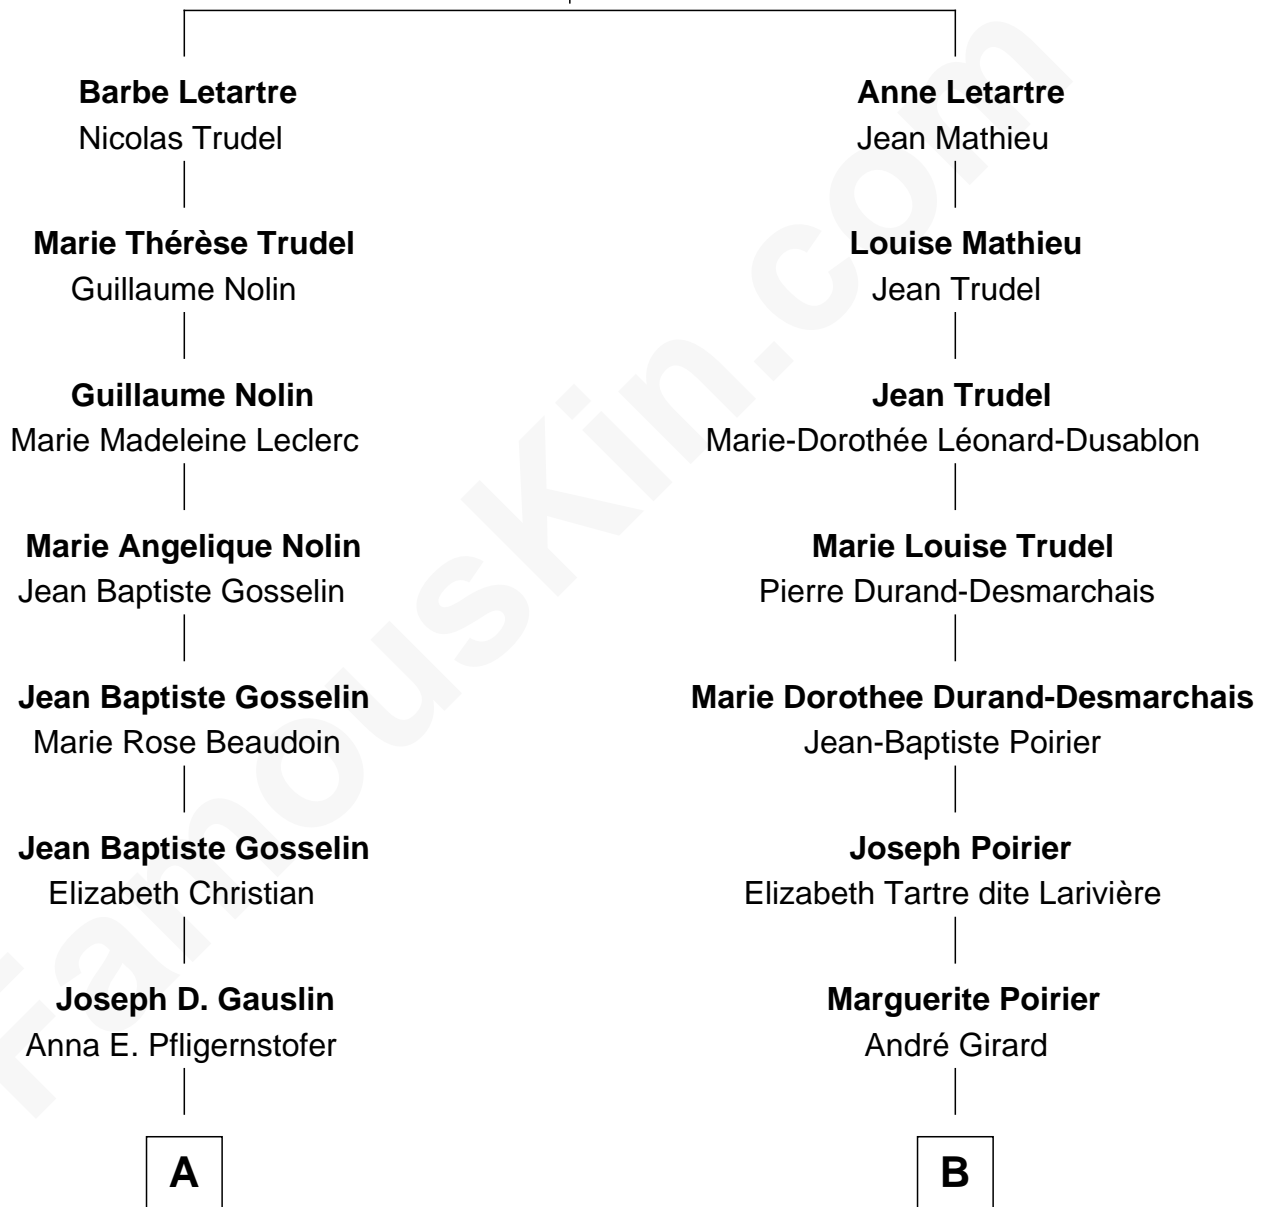 Barbe Letartre
Nicolas Trudel
Marie Thérèse Trudel
Guillaume Nolin
Guillaume Nolin
Marie Madeleine Leclerc
Marie Angelique Nolin
Jean Baptiste Gosselin
Jean Baptiste Gosselin
Marie Rose Beaudoin
Jean Baptiste Gosselin
Elizabeth Christian
Joseph D. Gauslin
Anna E. Pfligernstofer
A
Anne Letartre
Jean Mathieu
Louise Mathieu
Jean Trudel
Jean Trudel
Marie-Dorothée Léonard-Dusablon
Marie Louise Trudel
Pierre Durand-Desmarchais
Marie Dorothee Durand-Desmarchais
Jean-Baptiste Poirier
Joseph Poirier
Elizabeth Tartre dite Larivière
Marguerite Poirier
André Girard
B
FamousKin.com